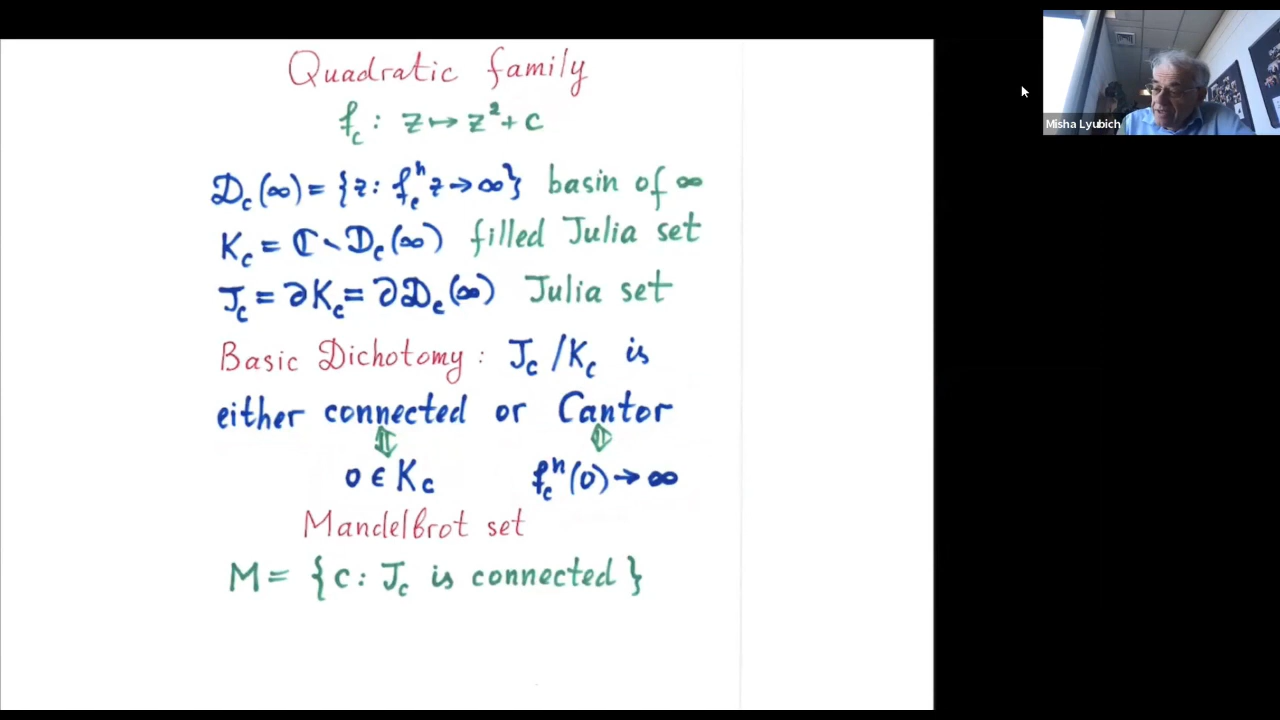 Quadratic family
f_c : z ↦ z² + c
D_c(∞) = {z : f_c^n z → ∞} basin of ∞
K_c = ℂ \ D_c(∞) filled Julia set
J_c = ∂K_c = ∂D_c(∞) Julia set
Basic Dichotomy : J_c / K_c is
either connected or Cantor
⇕ ⇕
0 ∈ K_c f_c^n(0) → ∞
Mandelbrot set
M = {c : J_c is connected}
Misha Lyubich